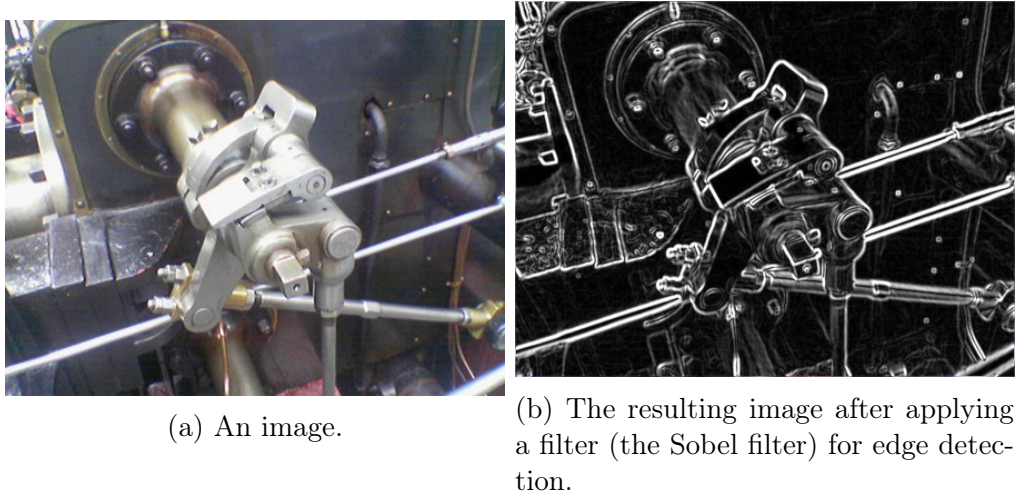 (a) An image.
(b) The resulting image after applying
a filter (the Sobel filter) for edge detec-
tion.